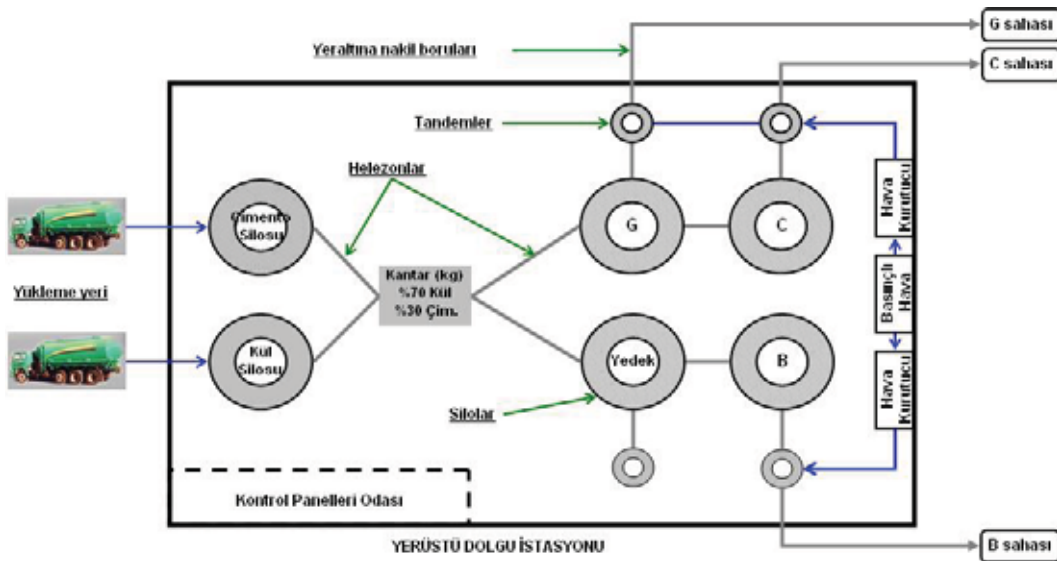 G sahası
C sahası
Yeraltına nakil boruları
Tandemler
Helezonlar
Hava
Kurutucu
Çimento
Silosu
G
C
Kantar (kg)
%70 Kül
%30 Çim.
Basınçlı
Hava
Yükleme yeri
Kül
Silosu
Yedek
B
Hava
Kurutucu
Silolar
Kontrol Panelleri Odası
YERÜSTÜ DOLGU İSTASYONU
B sahası